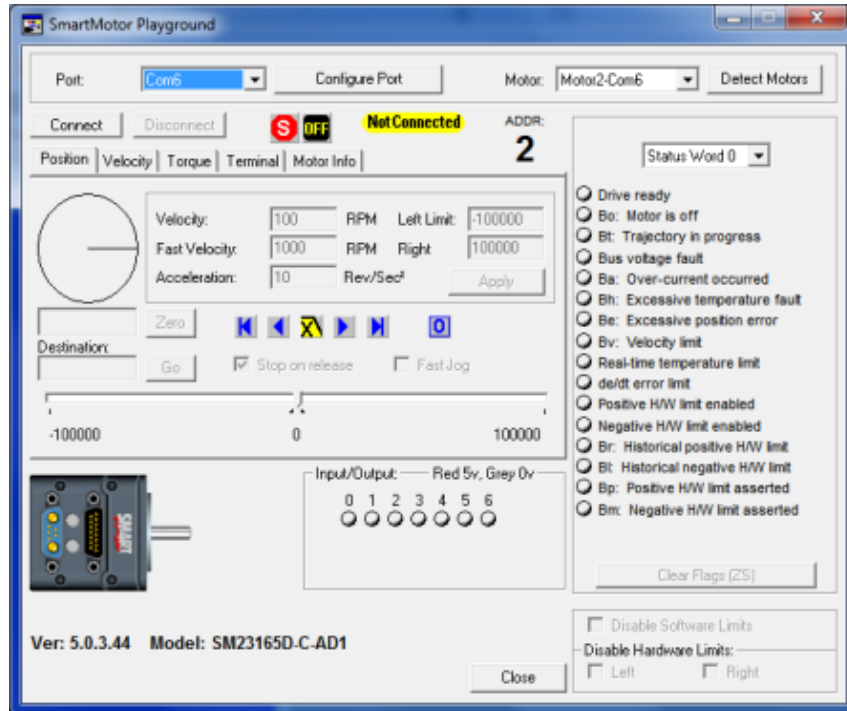 SmartMotor Playground
Port: Com6 Configure Port Motor: Motor2-Com6 Detect Motors
Connect Disconnect S OFF Not Connected ADDR:
2
Position Velocity Torque Terminal Motor Info
Status Word 0
Velocity: 100 RPM Left Limit: -100000
Fast Velocity: 1000 RPM Right 100000
Acceleration: 10 Rev/Sec² Apply
Zero
Destination:
Go Stop on release Fast Jog
-100000 0 100000
Drive ready
Bo: Motor is off
Bt: Trajectory in progress
Bus voltage fault
Ba: Over-current occurred
Bh: Excessive temperature fault
Be: Excessive position error
Bv: Velocity limit
Real-time temperature limit
de/dt error limit
Positive H/W limit enabled
Negative H/W limit enabled
Br: Historical positive H/W limit
Bl: Historical negative H/W limit
Bp: Positive H/W limit asserted
Bm: Negative H/W limit asserted
Clear Flags (ZS)
Input/Output: Red 5v, Grey 0v
0 1 2 3 4 5 6
SMART
Ver: 5.0.3.44 Model: SM23165D-C-AD1
Disable Software Limits
Disable Hardware Limits:
Left Right
Close